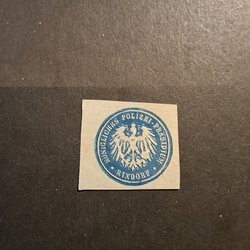 KÖNIGLICHES POLIZEI-PRÄSIDIUM
* RIXDORF *